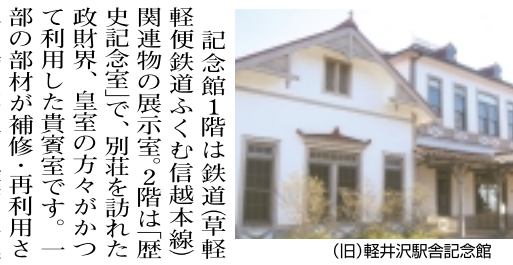 記念館1階は鉄道(草軽
軽便鉄道ふくむ信越本線)
関連物の展示室。2階は「歴
史記念室」で、別荘を訪れた
政財界、皇室の方々がかつ
て利用した貴賓室です。一
部の部材が補修・再利用さ
(旧)軽井沢駅舎記念館